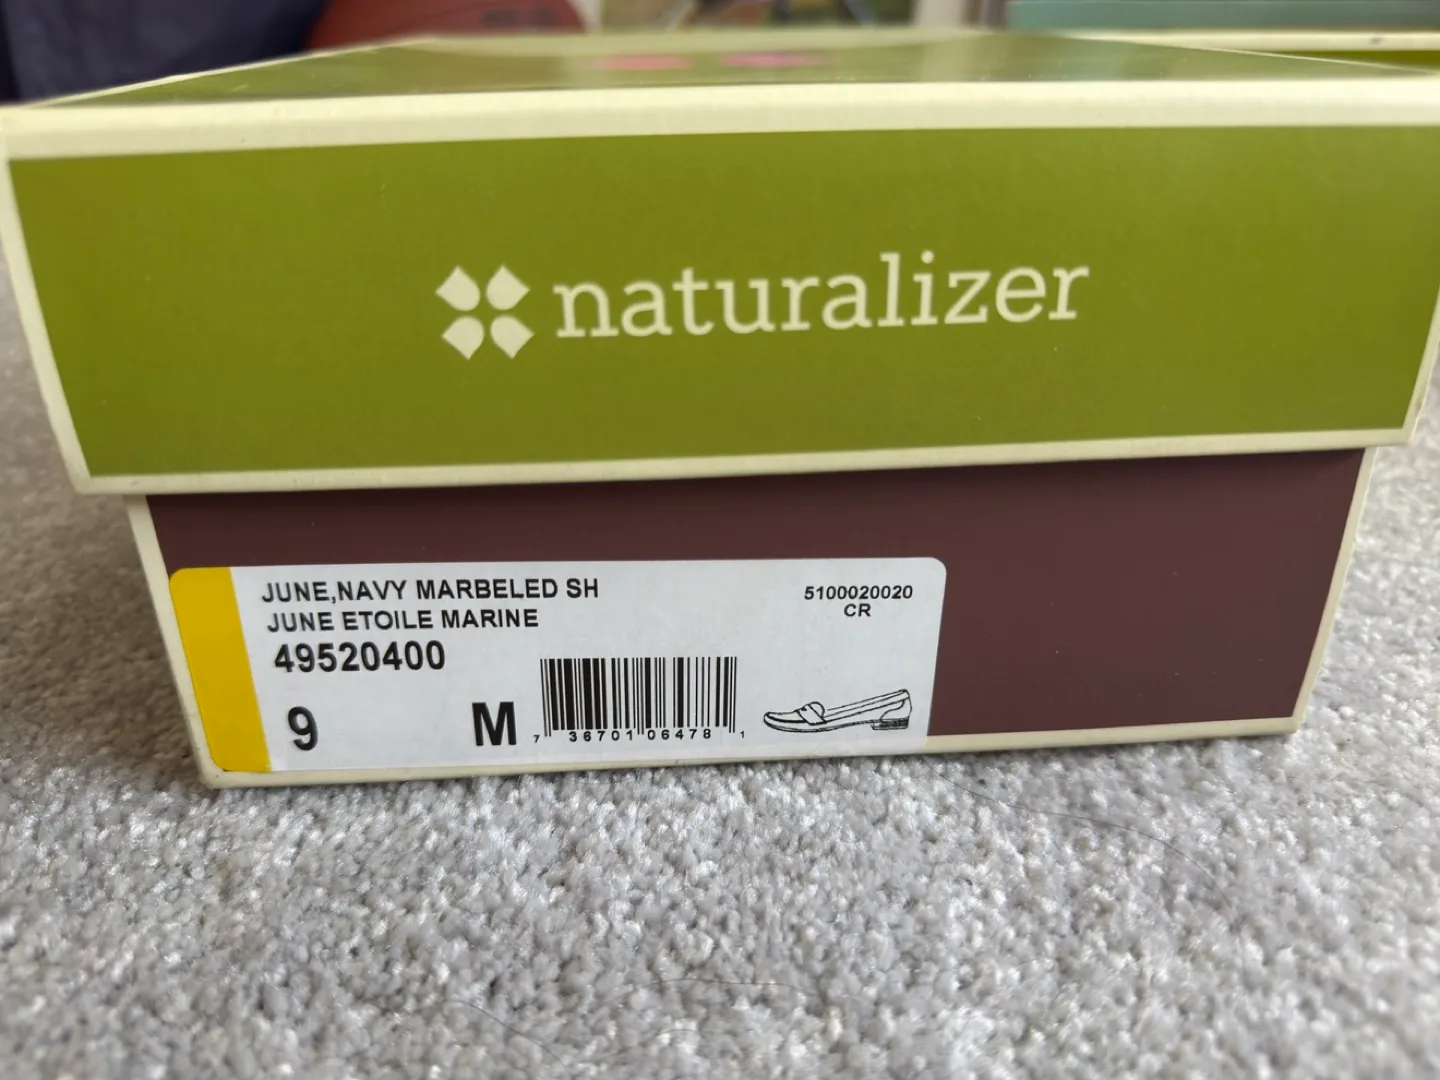 naturalizer
JUNE,NAVY MARBELED SH
JUNE ETOILE MARINE
49520400
5100020020
CR
9 M
7 36701 06478 1